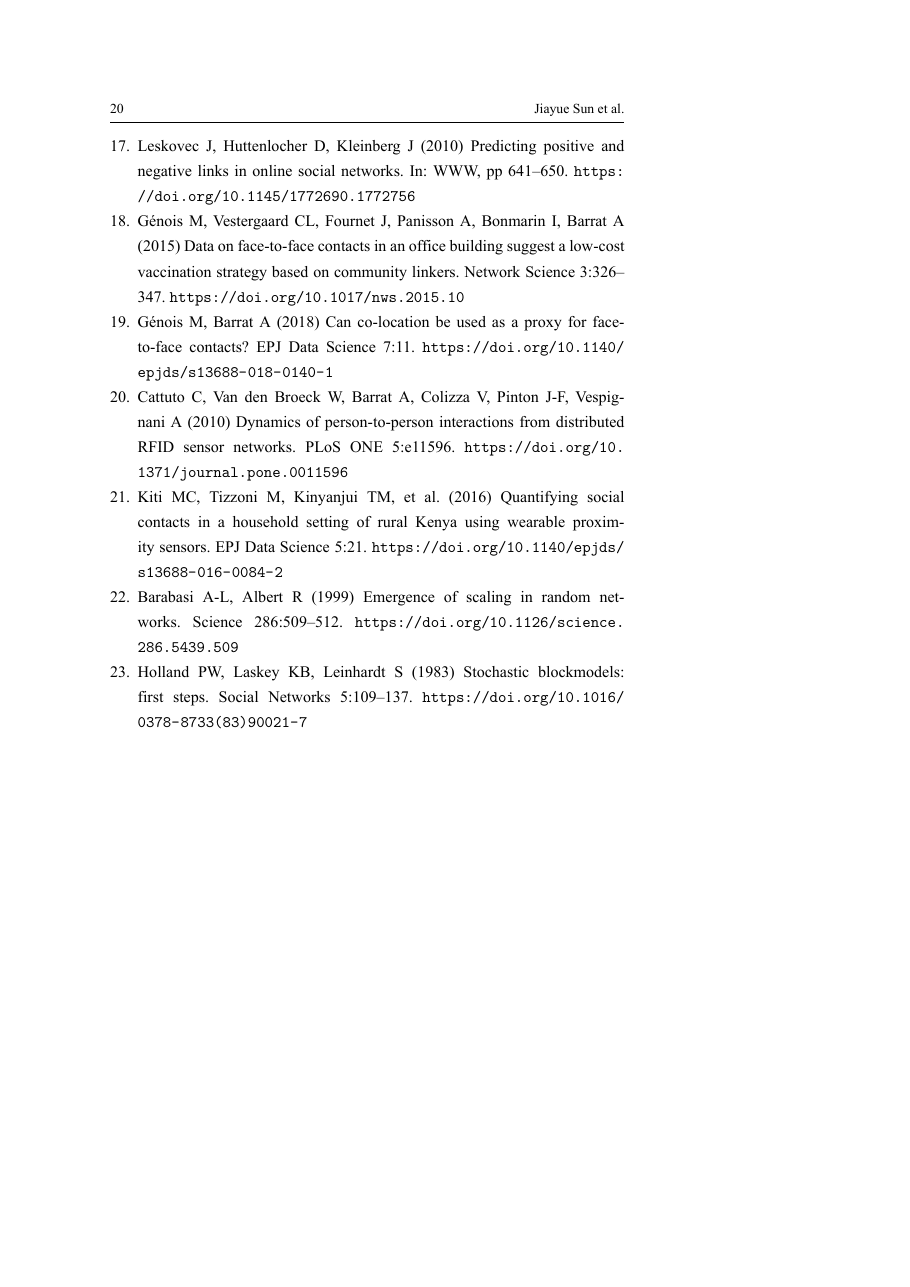 20 Jiayue Sun et al.
17. Leskovec J, Huttenlocher D, Kleinberg J (2010) Predicting positive and
negative links in online social networks. In: WWW, pp 641–650. https:
//doi.org/10.1145/1772690.1772756
18. Génois M, Vestergaard CL, Fournet J, Panisson A, Bonmarin I, Barrat A
(2015) Data on face-to-face contacts in an office building suggest a low-cost
vaccination strategy based on community linkers. Network Science 3:326–
347. https://doi.org/10.1017/nws.2015.10
19. Génois M, Barrat A (2018) Can co-location be used as a proxy for face-
to-face contacts? EPJ Data Science 7:11. https://doi.org/10.1140/
epjds/s13688-018-0140-1
20. Cattuto C, Van den Broeck W, Barrat A, Colizza V, Pinton J-F, Vespig-
nani A (2010) Dynamics of person-to-person interactions from distributed
RFID sensor networks. PLoS ONE 5:e11596. https://doi.org/10.
1371/journal.pone.0011596
21. Kiti MC, Tizzoni M, Kinyanjui TM, et al. (2016) Quantifying social
contacts in a household setting of rural Kenya using wearable proxim-
ity sensors. EPJ Data Science 5:21. https://doi.org/10.1140/epjds/
s13688-016-0084-2
22. Barabasi A-L, Albert R (1999) Emergence of scaling in random net-
works. Science 286:509–512. https://doi.org/10.1126/science.
286.5439.509
23. Holland PW, Laskey KB, Leinhardt S (1983) Stochastic blockmodels:
first steps. Social Networks 5:109–137. https://doi.org/10.1016/
0378-8733(83)90021-7